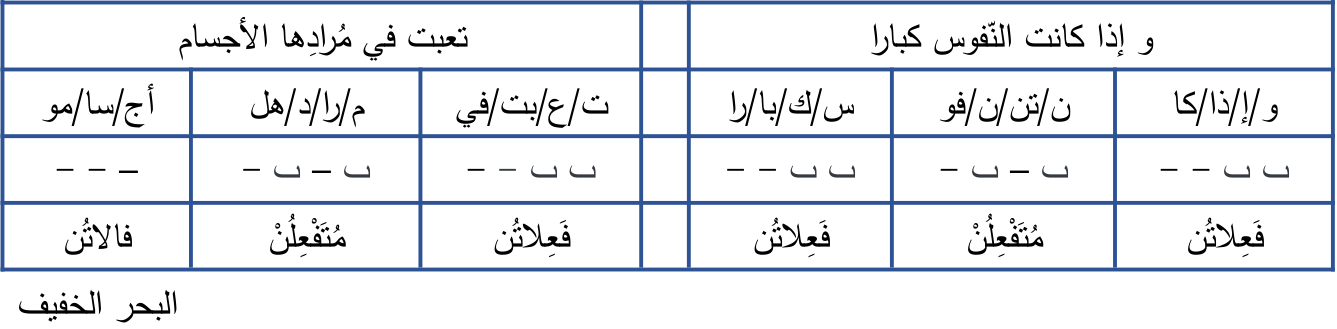 و إذا كانت النّفوس كبارا تعبت في مُرادِها الأجسام
و/إ/ذا/كا ن/تن/ن/فو س/ك/با/را ت/ع/بت/في م/را/د/هل أج/سا/مو
ب ب – – ب – ب – ب ب – – ب ب – – ب – ب – – – –
فَعِلاتُن مُتَفْعِلُنْ فَعِلاتُن فَعِلاتُن مُتَفْعِلُنْ فالاتُن
البحر الخفيف